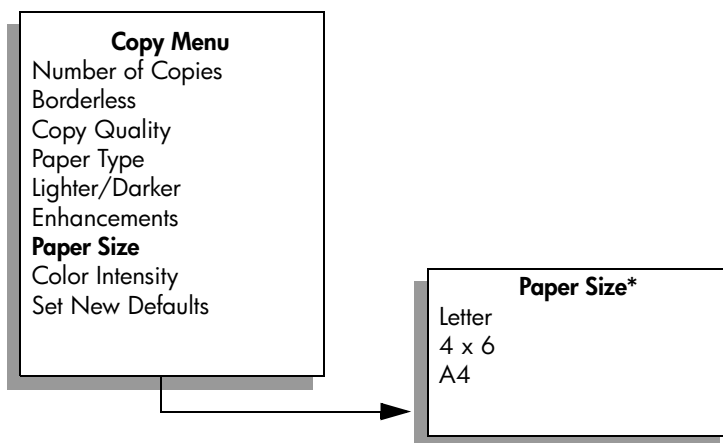 Copy Menu
Number of Copies
Borderless
Copy Quality
Paper Type
Lighter/Darker
Enhancements
Paper Size
Color Intensity
Set New Defaults
Paper Size*
Letter
4 x 6
A4